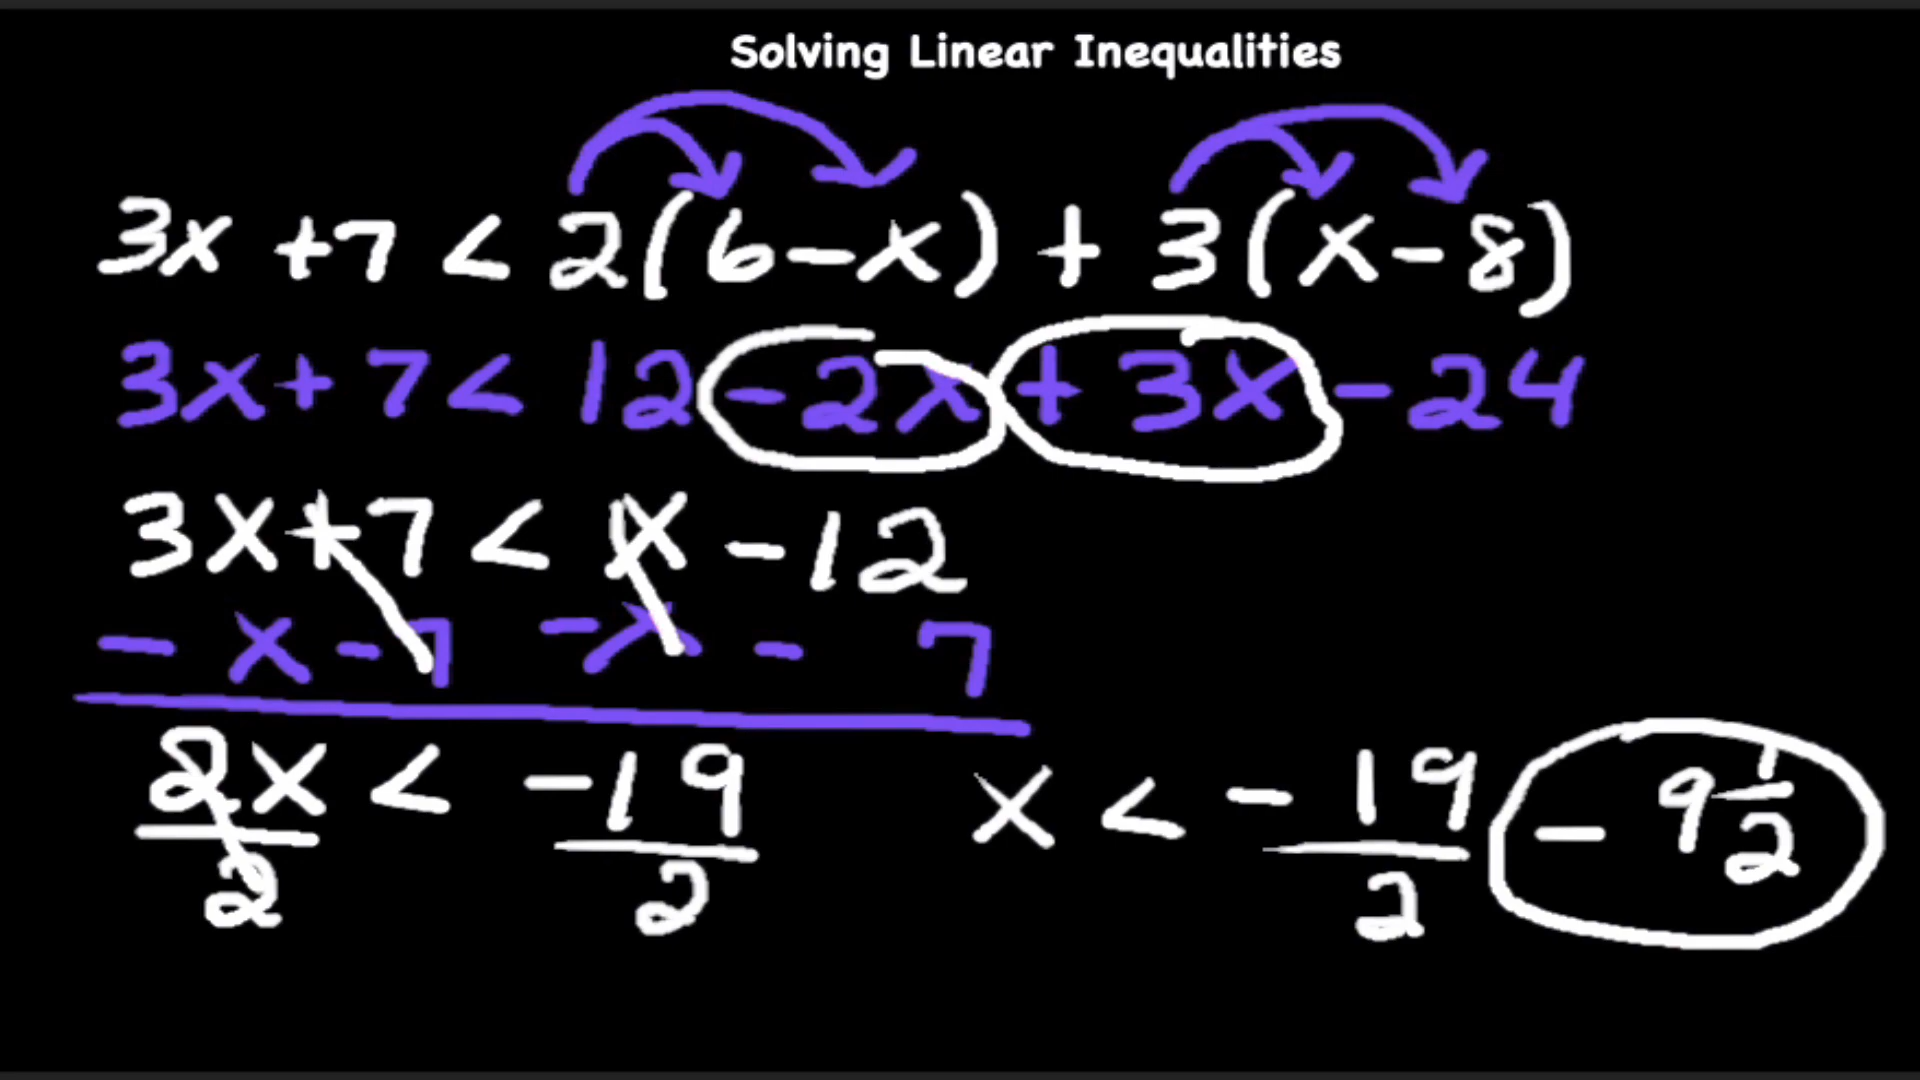 Solving Linear Inequalities
3x +7 < 2(6-x) + 3(x-8)
3x+7 < 12 -2x + 3x - 24
3x+7 < 1x - 12
- x - 7 - x - 7
2x < -19 x < - 19 - 9 1/2
2 2 2